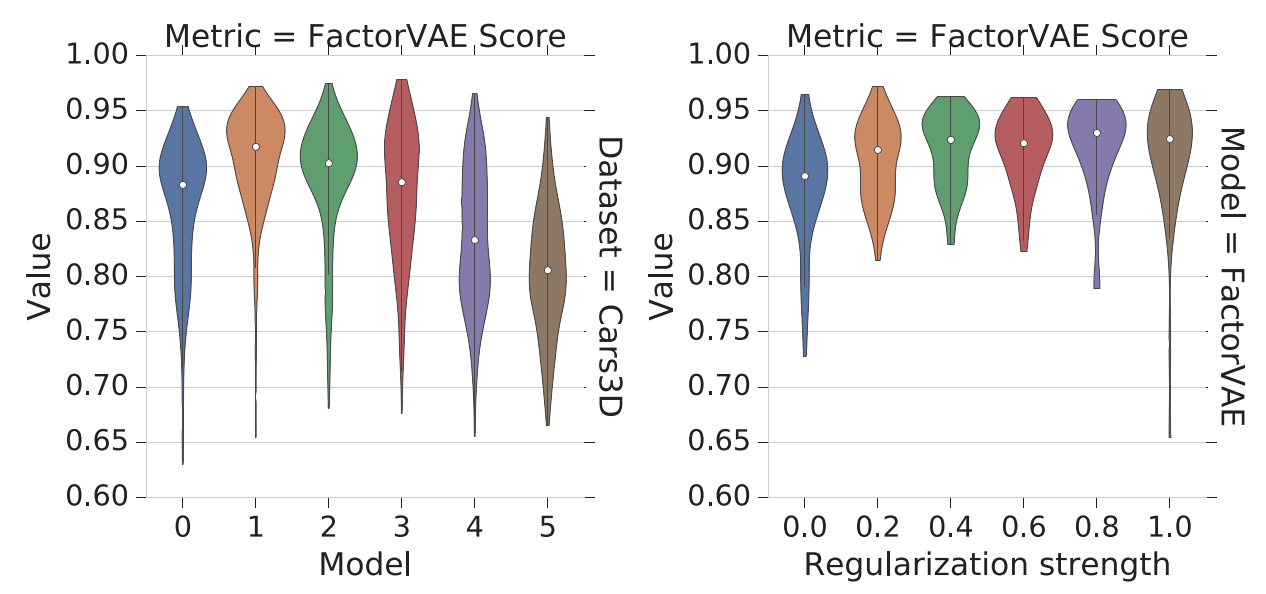 Metric = FactorVAE Score
1.00
0.95
0.90
0.85
0.80
0.75
0.70
0.65
0.60
Value
0 1 2 3 4 5
Model
Dataset = Cars3D
Metric = FactorVAE Score
1.00
0.95
0.90
0.85
0.80
0.75
0.70
0.65
0.60
Value
0.0 0.2 0.4 0.6 0.8 1.0
Regularization strength
Model = FactorVAE